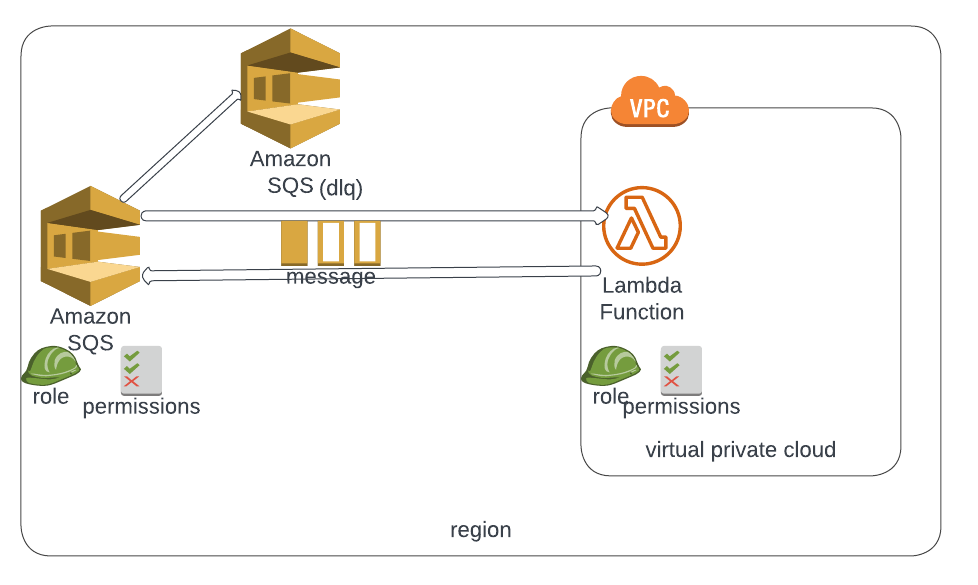 VPC
Amazon
SQS (dlq)
message
Amazon
SQS
Lambda
Function
role
permissions
role
permissions
virtual private cloud
region